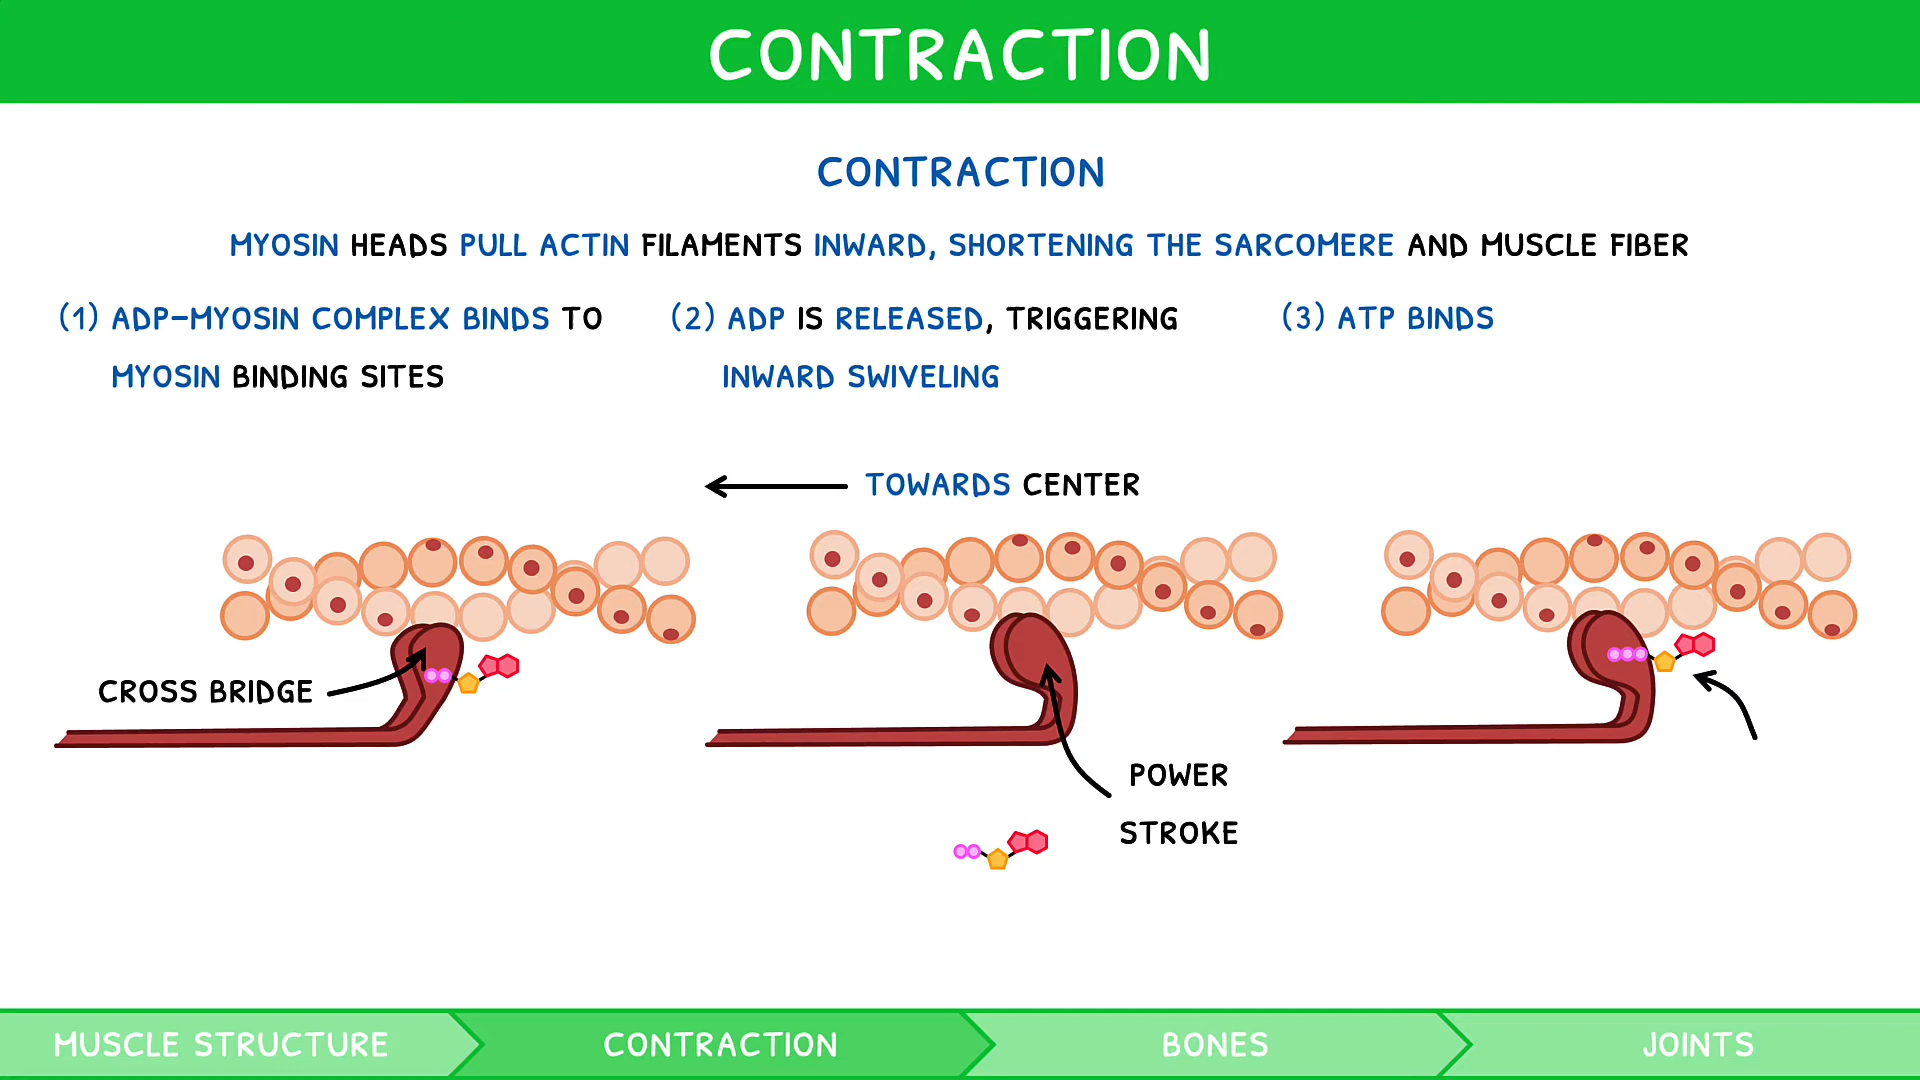 CONTRACTION
CONTRACTION
MYOSIN HEADS PULL ACTIN FILAMENTS INWARD, SHORTENING THE SARCOMERE AND MUSCLE FIBER
(1) ADP-MYOSIN COMPLEX BINDS TO
MYOSIN BINDING SITES
(2) ADP IS RELEASED, TRIGGERING
INWARD SWIVELING
(3) ATP BINDS
TOWARDS CENTER
CROSS BRIDGE
POWER
STROKE
MUSCLE STRUCTURE
CONTRACTION
BONES
JOINTS